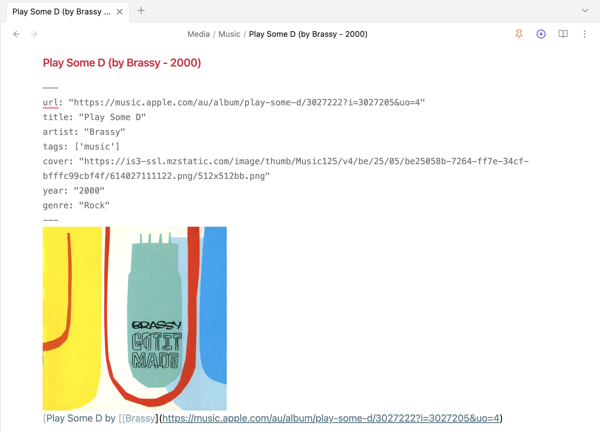 Play Some D (by Brassy ...
Media / Music / Play Some D (by Brassy - 2000)
Play Some D (by Brassy - 2000)
---
url: "https://music.apple.com/au/album/play-some-d/3027222?i=3027205&uo=4"
title: "Play Some D"
artist: "Brassy"
tags: ['music']
cover: "https://is3-ssl.mzstatic.com/image/thumb/Music125/v4/be/25/05/be25058b-7264-ff7e-34cf-
bfffc99cbf4f/614027111122.png/512x512bb.png"
year: "2000"
genre: "Rock"
---
BRASSY
GOT IT
MADE
[Play Some D by [[Brassy](https://music.apple.com/au/album/play-some-d/3027222?i=3027205&uo=4)